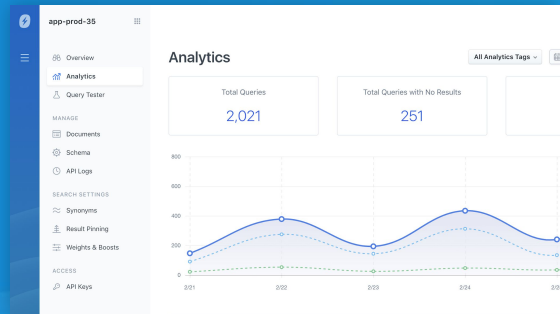 app-prod-35
Overview
Analytics
Query Tester
MANAGE
Documents
Schema
API Logs
SEARCH SETTINGS
Synonyms
Result Pinning
Weights & Boosts
ACCESS
API Keys
Analytics
All Analytics Tags
Total Queries
2,021
Total Queries with No Results
251
800
600
400
200
0
2/21
2/22
2/23
2/24